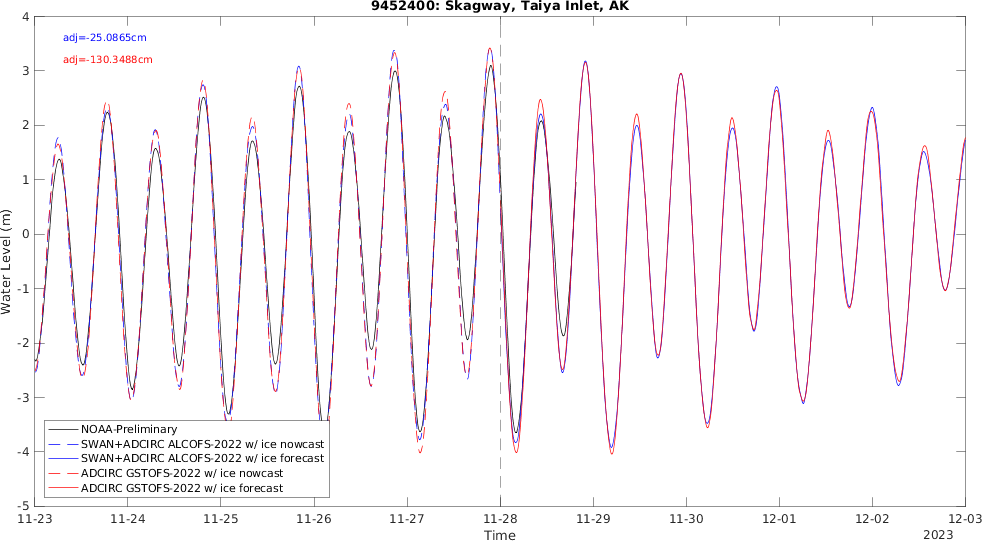 9452400: Skagway, Taiya Inlet, AK
adj=-25.0865cm
adj=-130.3488cm
Water Level (m)
4
3
2
1
0
-1
-2
-3
-4
-5
NOAA-Preliminary
SWAN+ADCIRC ALCOFS-2022 w/ ice nowcast
SWAN+ADCIRC ALCOFS-2022 w/ ice forecast
ADCIRC GSTOFS-2022 w/ ice nowcast
ADCIRC GSTOFS-2022 w/ ice forecast
11-23 11-24 11-25 11-26 11-27 11-28 11-29 11-30 12-01 12-02 12-03
Time
2023